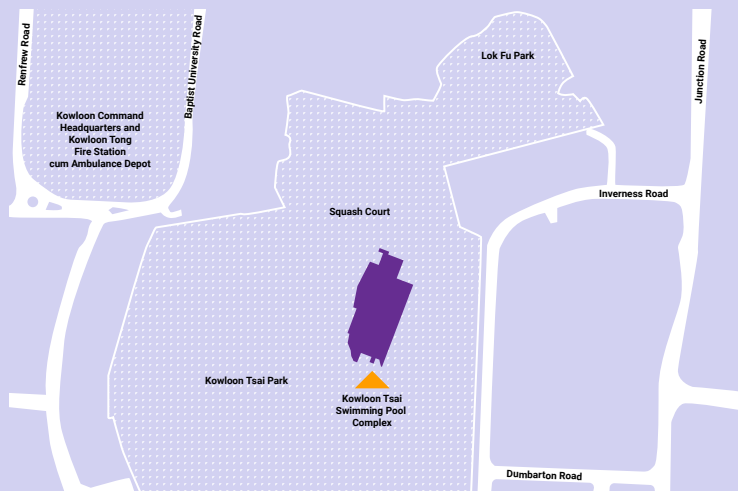 Renfrew Road
Baptist University Road
Lok Fu Park
Junction Road
Kowloon Command
Headquarters and
Kowloon Tong
Fire Station
cum Ambulance Depot
Inverness Road
Squash Court
Kowloon Tsai Park
Kowloon Tsai
Swimming Pool
Complex
Dumbarton Road